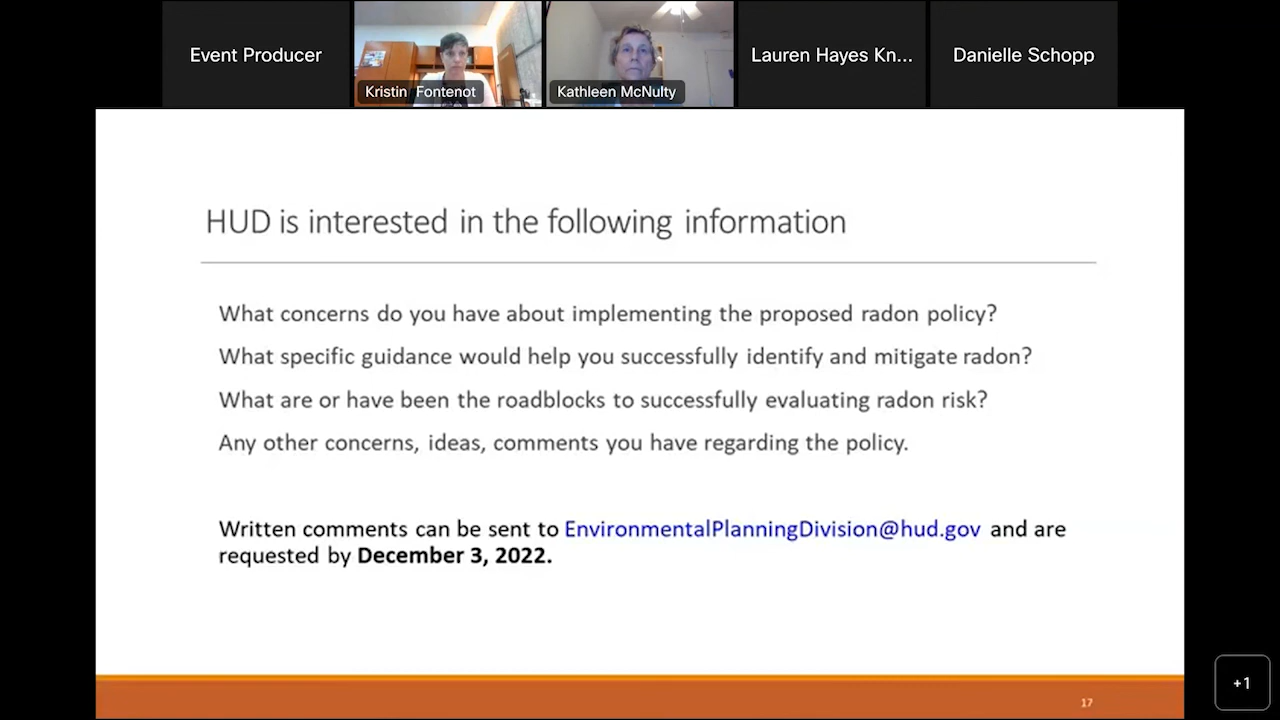 Event Producer
Kristin Fontenot
Kathleen McNulty
Lauren Hayes Kn...
Danielle Schopp
HUD is interested in the following information
What concerns do you have about implementing the proposed radon policy?
What specific guidance would help you successfully identify and mitigate radon?
What are or have been the roadblocks to successfully evaluating radon risk?
Any other concerns, ideas, comments you have regarding the policy.
Written comments can be sent to EnvironmentalPlanningDivision@hud.gov and are
requested by December 3, 2022.
17
+1